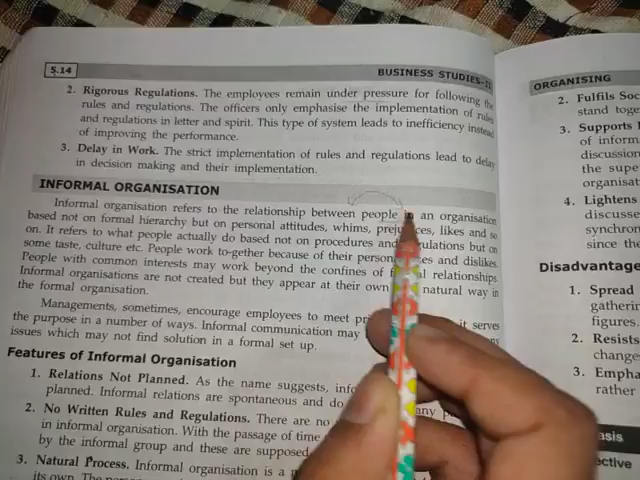 5.14
BUSINESS STUDIES-II
2. Rigorous Regulations. The employees remain under pressure for following the
rules and regulations. The officers only emphasise the implementation of rules
and regulations in letter and spirit. This type of system leads to inefficiency instead
of improving the performance.
3. Delay in Work. The strict implementation of rules and regulations lead to delay
in decision making and their implementation.
INFORMAL ORGANISATION
Informal organisation refers to the relationship between people in an organisation
based not on formal hierarchy but on personal attitudes, whims, prejudices, likes and so
on. It refers to what people actually do based not on procedures and regulations but on
some taste, culture etc. People work to-gether because of their personal and dislikes.
People with common interests may work beyond the confines of formal relationships.
Informal organisations are not created but they appear at their own natural way in
the formal organisation.
Managements, sometimes, encourage employees to meet it serves
the purpose in a number of ways. Informal communication may
issues which may not find solution in a formal set up.
Features of Informal Organisation
1. Relations Not Planned. As the name suggests,
planned. Informal relations are spontaneous and do
2. No Written Rules and Regulations. There are no any
in informal organisation. With the passage of time
by the informal group and these are supposed
3. Natural Process. Informal organisation is a
its own. The
ORGANISING
2. Fulfils
stand
3. Supports
of
discussion
the
4. Lightens
discusse
synchron
since the
Disadvantage
1. Spread
figures.
2. Resists
change
3.
rather